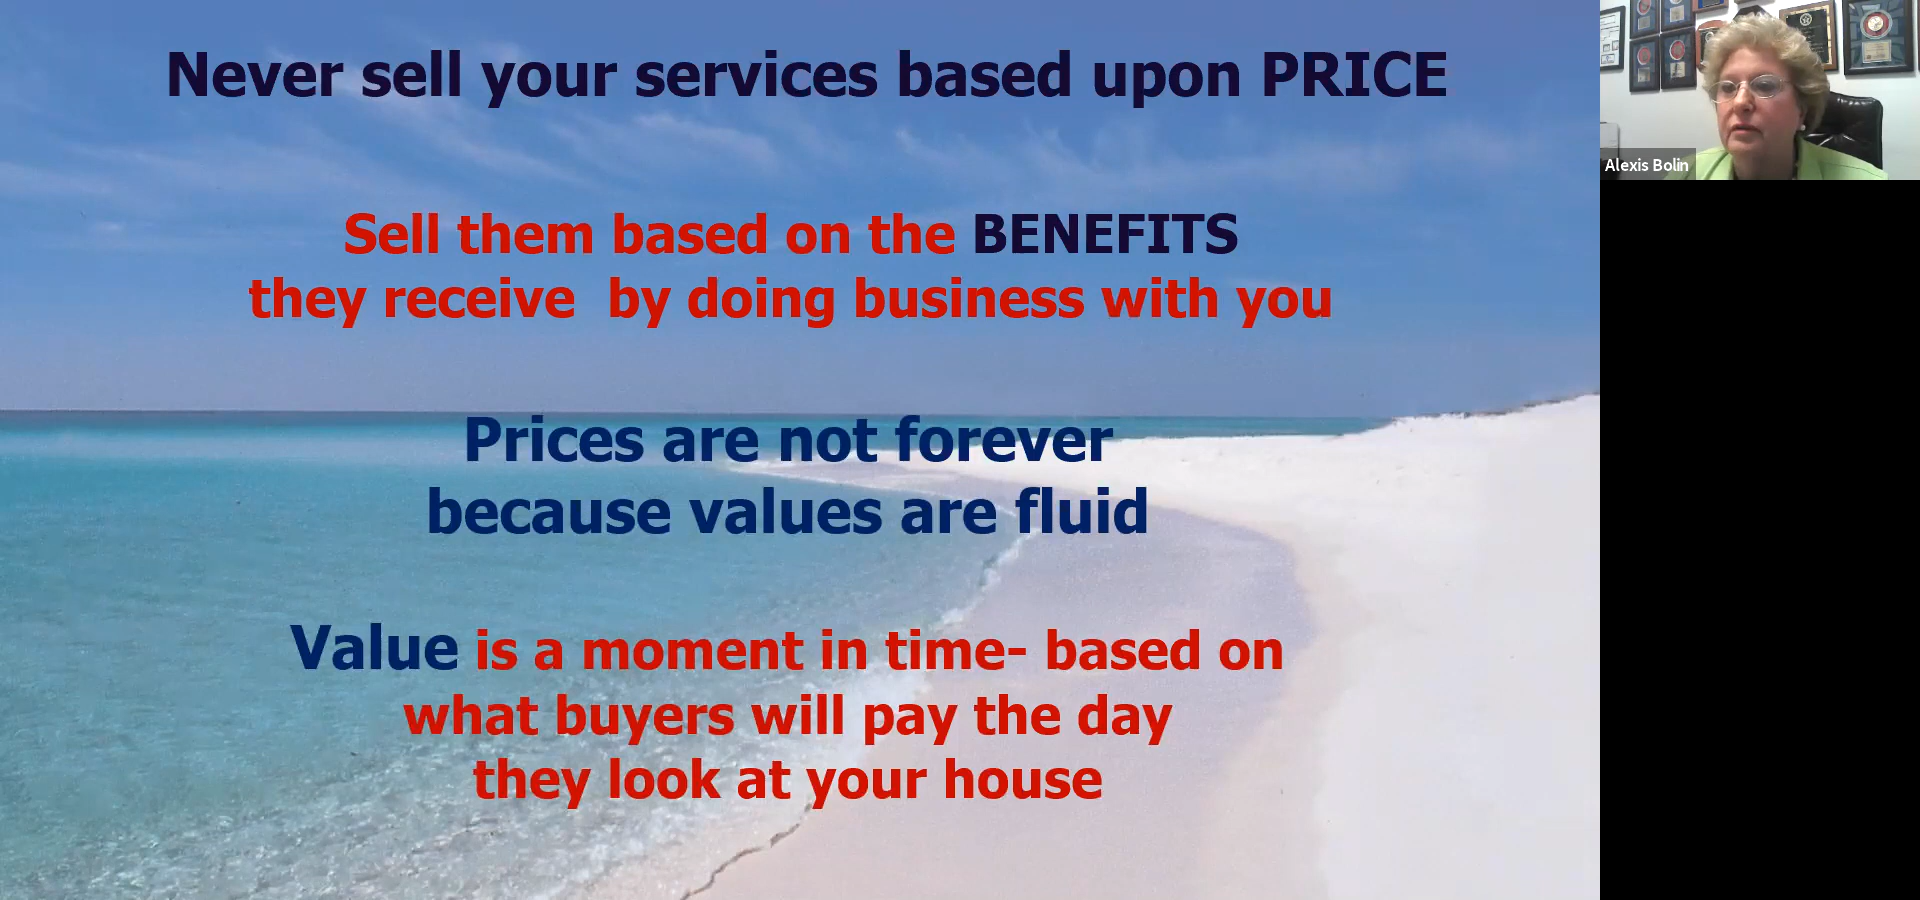 Never sell your services based upon PRICE
Sell them based on the BENEFITS
they receive  by doing business with you
Prices are not forever
because values are fluid
Value is a moment in time- based on
what buyers will pay the day
they look at your house
Alexis Bolin